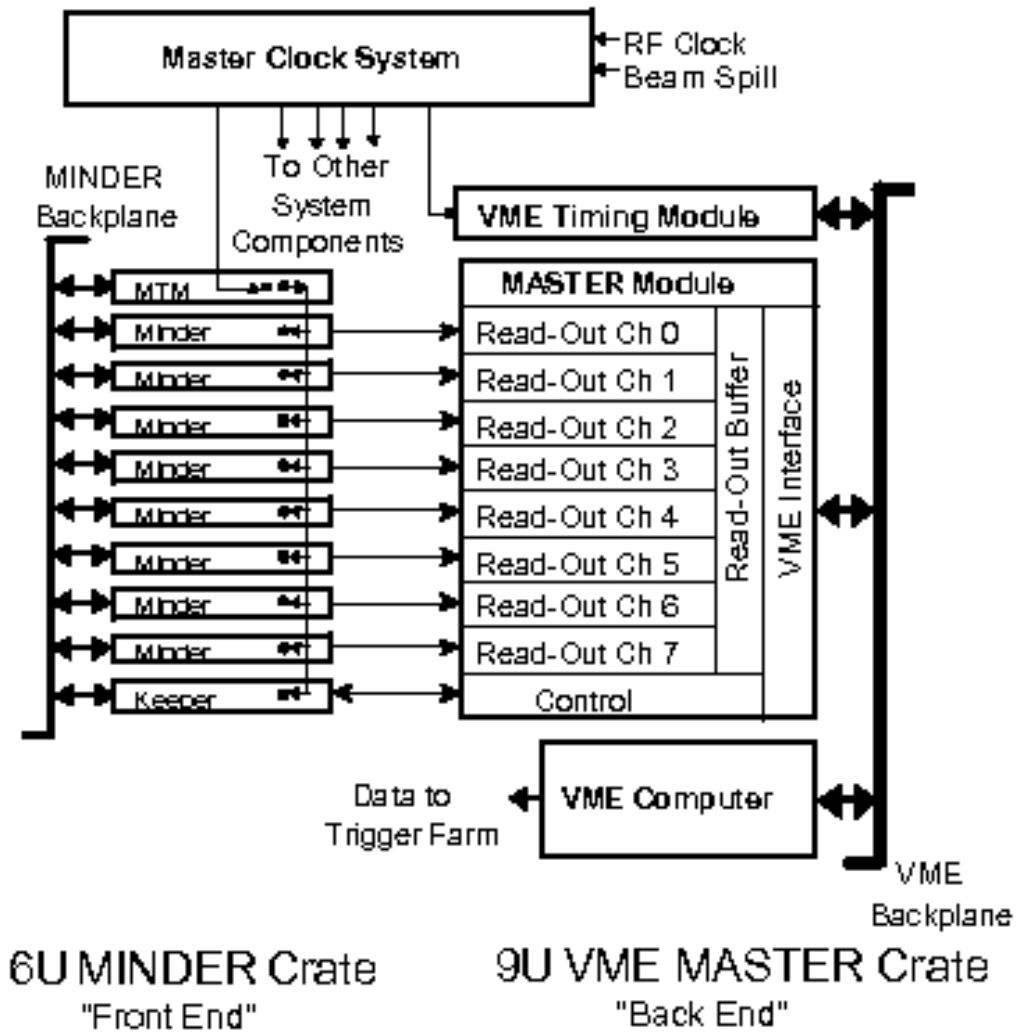 Master Clock System
RF Clock
Beam Spill
To Other
System
Components
MINDER
Backplane
VME Timing Module
MTM
MASTER Module
Minder
Read-Out Ch 0
Minder
Read-Out Ch 1
Minder
Read-Out Ch 2
Minder
Read-Out Ch 3
Minder
Read-Out Ch 4
Minder
Read-Out Ch 5
Minder
Read-Out Ch 6
Minder
Read-Out Ch 7
Read-Out Buffer
VME Interface
Keeper
Control
Data to
Trigger Farm
VME Computer
VME
Backplane
6U MINDER Crate
"Front End"
9U VME MASTER Crate
"Back End"